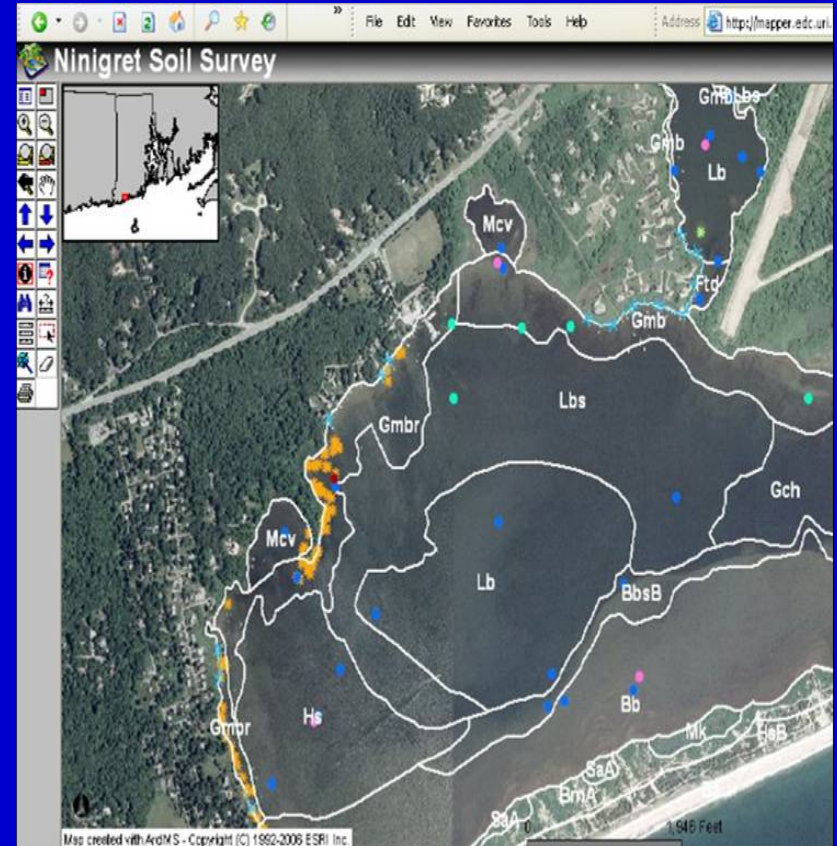 » File Edit View Favorites Tools Help Address http://mapper.edc.uri.
Ninigret Soil Survey
Gmb Lbs
Gmb
Lb
Mcv
Ftd
Gmb
Lbs
Gmbr
Gch
Mcv
Lb
BbsB
Bb
Hs
Gmbr
Mk HsB
SaA
BmA
SaA
0 1,946 Feet
Map created with ArcIMS - Copyright (C) 1992-2006 ESRI Inc.